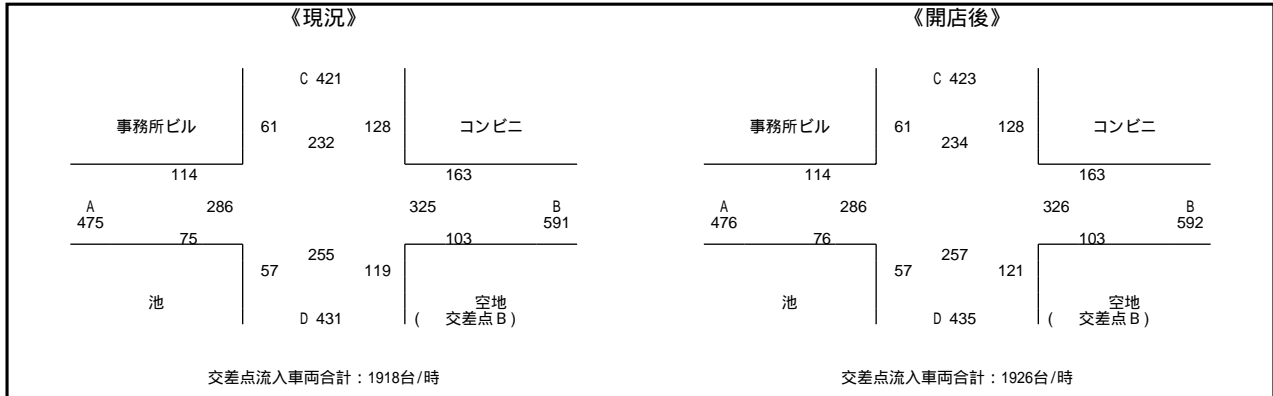 《現況》
C 421
事務所ビル
61
128
コンビニ
232
114
163
A
475
286
325
B
591
75
103
255
57
119
池
空地
D 431
( 交差点B)
交差点流入車両合計:1918台/時
《開店後》
C 423
事務所ビル
61
128
コンビニ
234
114
163
A
476
286
326
B
592
76
103
257
57
121
池
空地
D 435
( 交差点B)
交差点流入車両合計:1926台/時